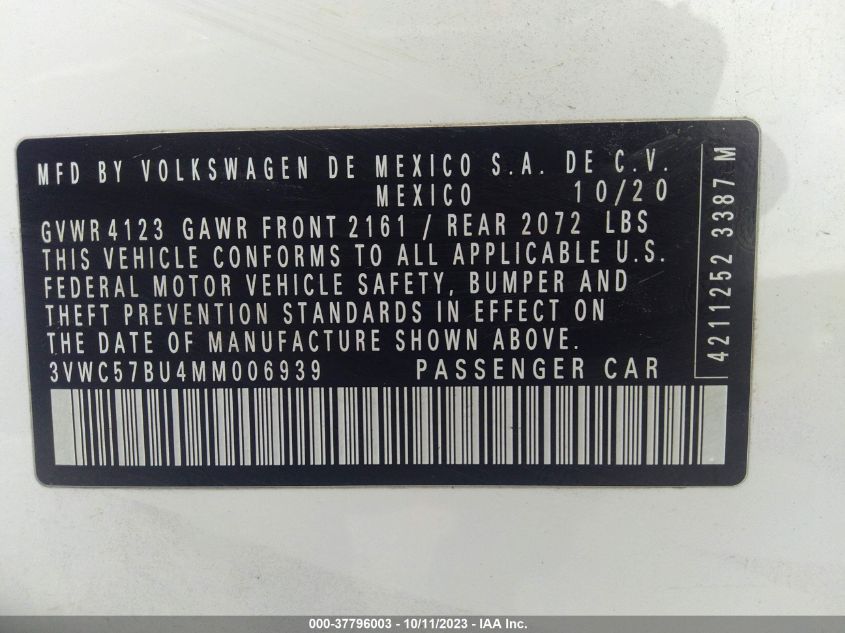 MFD BY VOLKSWAGEN DE MEXICO S.A. DE C.V.
MEXICO 10/20
GVWR 4123 GAWR FRONT 2161 / REAR 2072 LBS
THIS VEHICLE CONFORMS TO ALL APPLICABLE U.S.
FEDERAL MOTOR VEHICLE SAFETY, BUMPER AND
THEFT PREVENTION STANDARDS IN EFFECT ON
THE DATE OF MANUFACTURE SHOWN ABOVE.
3VWC57BU4MM006939 PASSENGER CAR
4211252 3387 M
000-37796003 - 10/11/2023 - IAA Inc.